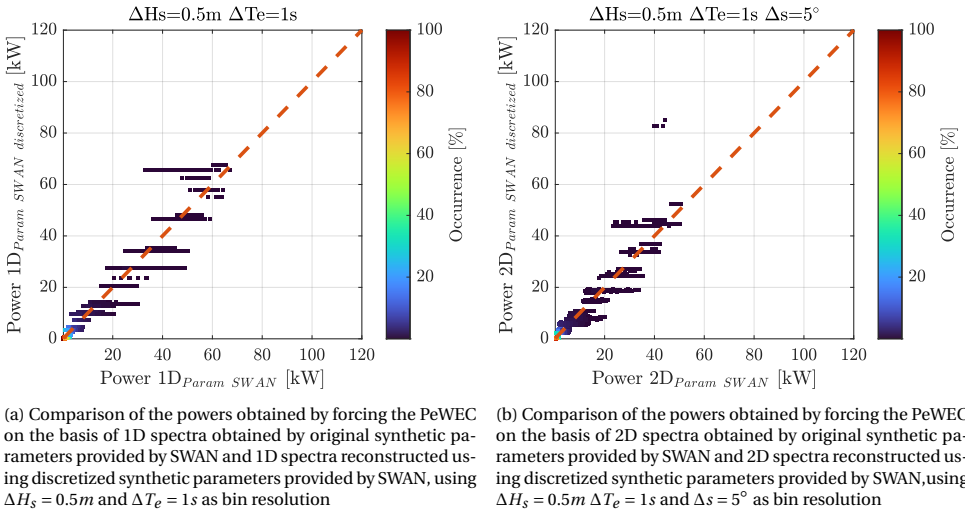 ΔHs=0.5m ΔTe=1s
120
100
80
60
40
20
0
20
40
60
80
100
120
Power 1D_{Param SWAN discretized} [kW]
Power 1D_{Param SWAN} [kW]
100
80
60
40
20
Occurrence [%]
(a) Comparison of the powers obtained by forcing the PeWEC
on the basis of 1D spectra obtained by original synthetic pa-
rameters provided by SWAN and 1D spectra reconstructed us-
ing discretized synthetic parameters provided by SWAN, using
ΔH_s = 0.5m and ΔT_e = 1s as bin resolution
ΔHs=0.5m ΔTe=1s Δs=5°
120
100
80
60
40
20
0
20
40
60
80
100
120
Power 2D_{Param SWAN discretized} [kW]
Power 2D_{Param SWAN} [kW]
100
80
60
40
20
Occurrence [%]
(b) Comparison of the powers obtained by forcing the PeWEC
on the basis of 2D spectra obtained by original synthetic pa-
rameters provided by SWAN and 2D spectra reconstructed us-
ing discretized synthetic parameters provided by SWAN,using
ΔH_s = 0.5m ΔT_e = 1s and Δs = 5° as bin resolution